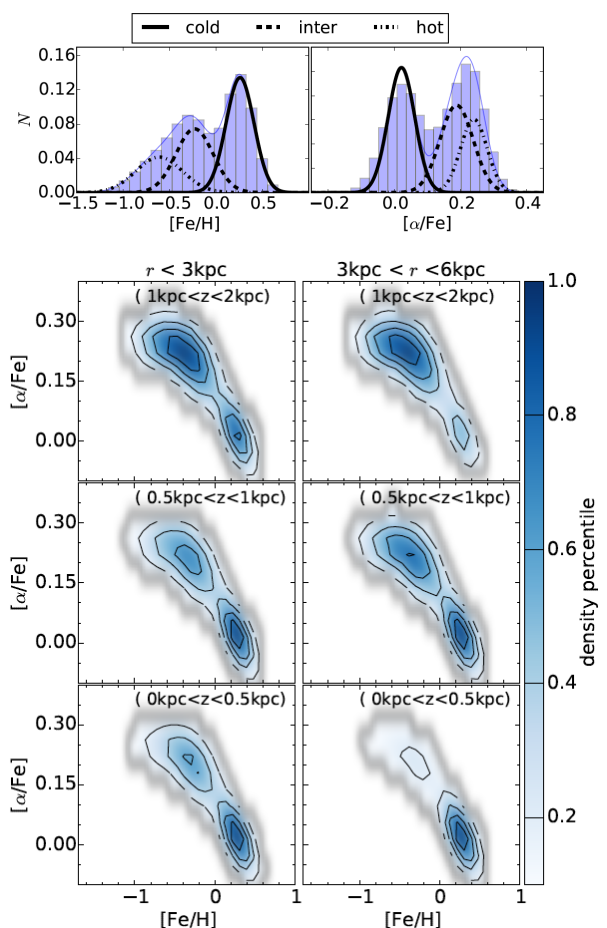 cold inter hot
0.16
0.12
0.08
0.04
0.00
N
−1.5 −1.0 −0.5 0.0 0.5
−0.2 0.0 0.2 0.4
[Fe/H] [α/Fe]
r < 3kpc 3kpc < r <6kpc
( 1kpc<z<2kpc) ( 1kpc<z<2kpc)
0.30
0.15
0.00
[α/Fe]
( 0.5kpc<z<1kpc) ( 0.5kpc<z<1kpc)
0.30
0.15
0.00
[α/Fe]
( 0kpc<z<0.5kpc) ( 0kpc<z<0.5kpc)
0.30
0.15
0.00
[α/Fe]
−1 0 1 −1 0 1
[Fe/H] [Fe/H]
1.0
0.8
0.6
0.4
0.2
density percentile